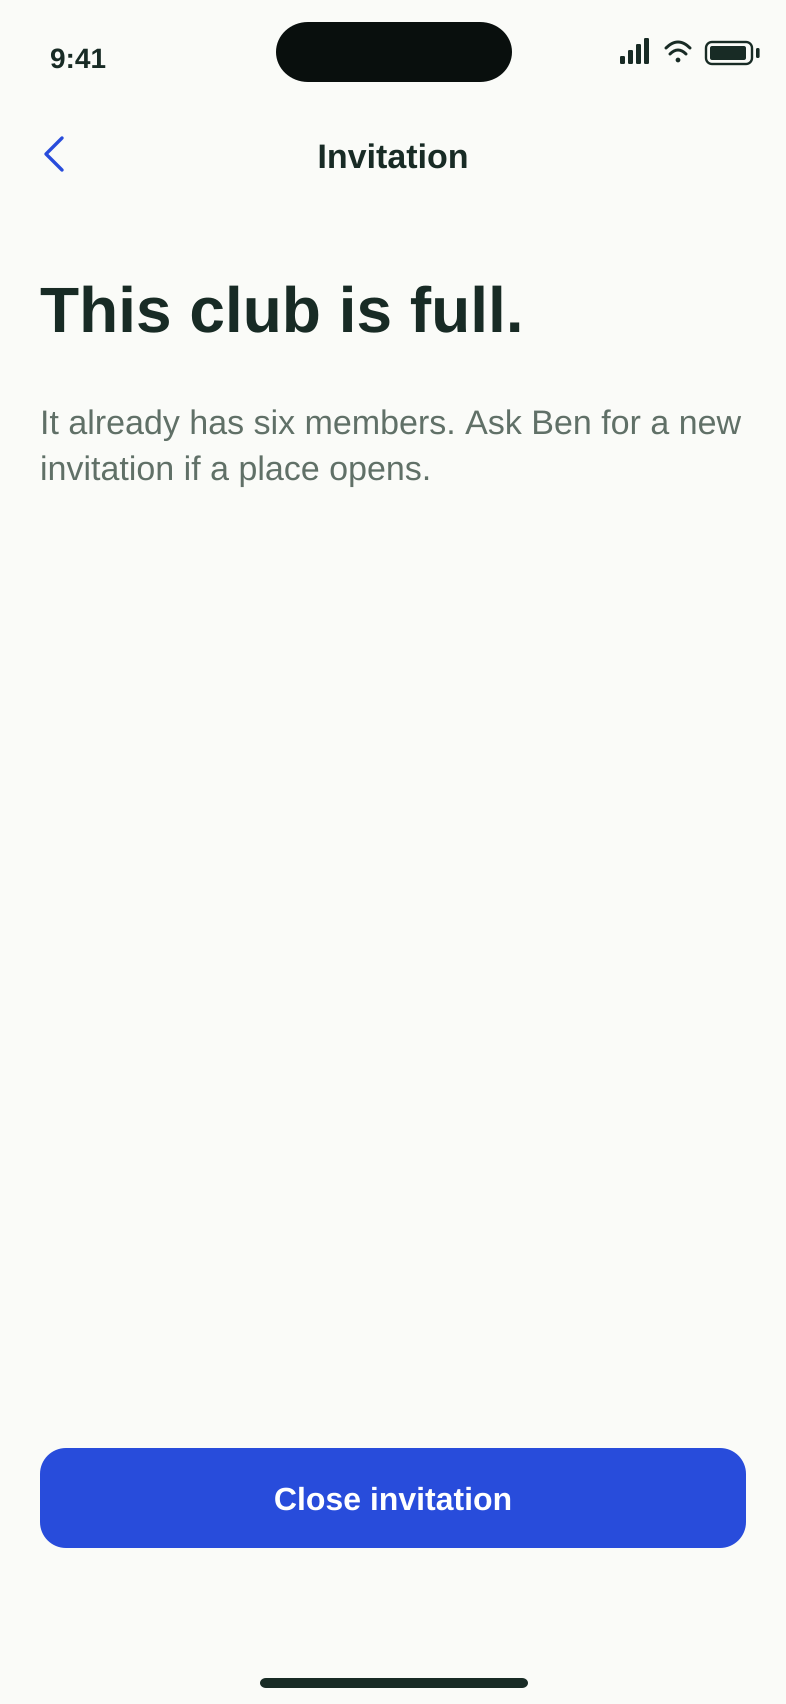 9:41
Invitation
This club is full.
It already has six members. Ask Ben for a new
invitation if a place opens.
Close invitation